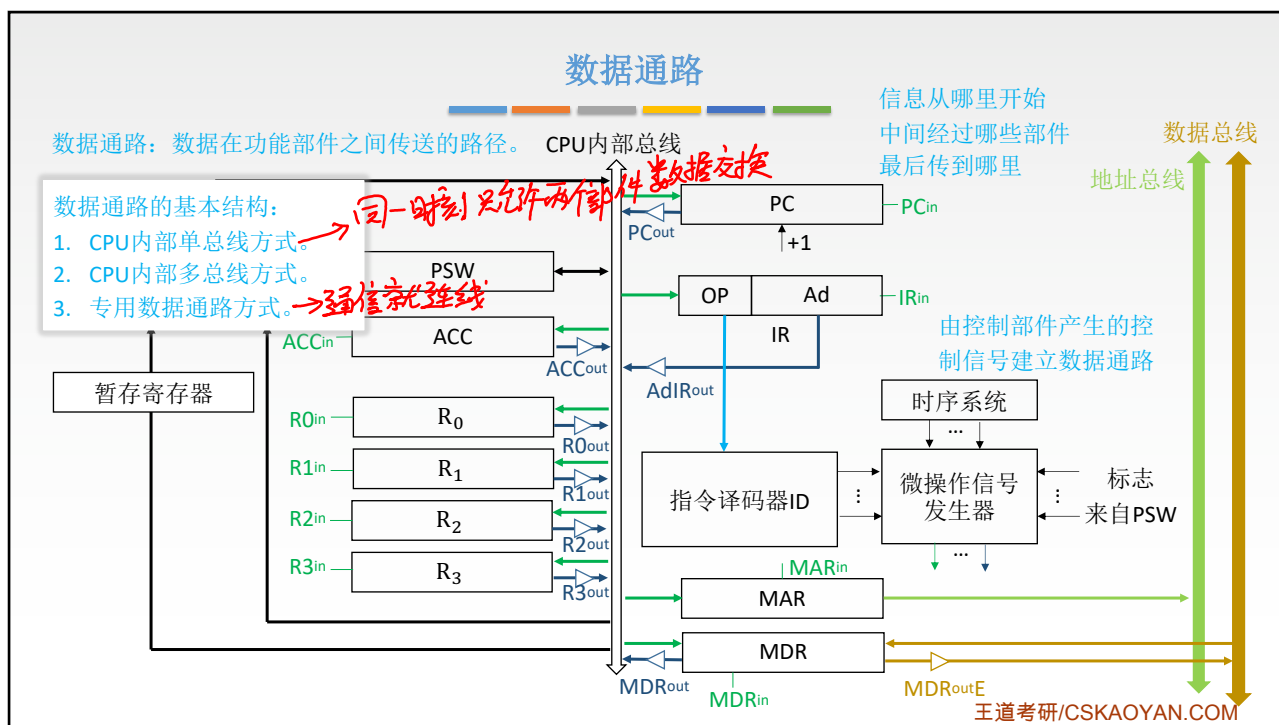 数据通路
数据通路：数据在功能部件之间传送的路径。
CPU内部总线
信息从哪里开始
中间经过哪些部件
最后传到哪里
数据总线
地址总线
数据通路的基本结构：
1. CPU内部单总线方式。
2. CPU内部多总线方式。
3. 专用数据通路方式。
同一时刻只允许两个部件数据交换
通信就连线
PC
PCin
PCout
+1
PSW
OP
Ad
IRin
IR
ACCin
ACC
ACCout
AdIRout
由控制部件产生的控
制信号建立数据通路
暂存寄存器
时序系统
...
R0in
R0
R0out
R1in
R1
R1out
R2in
R2
R2out
R3in
R3
R3out
指令译码器ID
...
微操作信号
发生器
...
标志
来自PSW
...
MARin
MAR
MDR
MDRout
MDRin
MDRoutE
王道考研/CSKAOYAN.COM